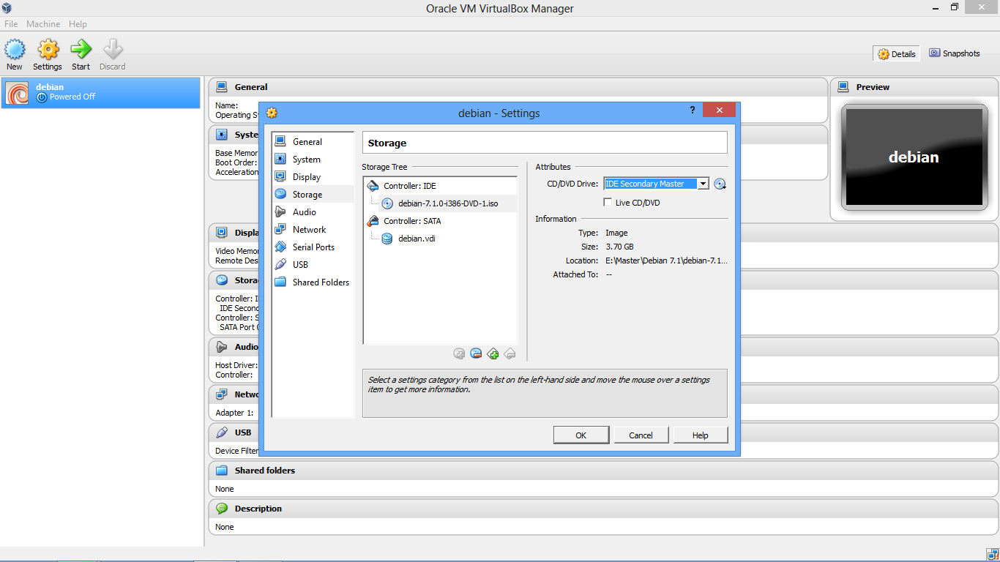 Oracle VM VirtualBox Manager
File Machine Help
New Settings Start Discard
Details Snapshots
debian
Powered Off
General
Name:
Operating S
Syste
Base Memor
Boot Order:
Acceleration
Displa
Video Memo
Remote Des
Stora
Controller: I
IDE Secon
Controller: S
SATA Port
Audio
Host Driver:
Controller:
Netwo
Adapter 1:
USB
Device Filter
Shared folders
None
Description
None
Preview
debian
debian - Settings
?
General
System
Display
Storage
Audio
Network
Serial Ports
USB
Shared Folders
Storage
Storage Tree
Controller: IDE
debian-7.1.0-i386-DVD-1.iso
Controller: SATA
debian.vdi
Attributes
CD/DVD Drive: IDE Secondary Master
Live CD/DVD
Information
Type: Image
Size: 3.70 GB
Location: E:\Master\Debian 7.1\debian-7.1...
Attached To: --
Select a settings category from the list on the left-hand side and move the mouse over a settings
item to get more information.
OK Cancel Help